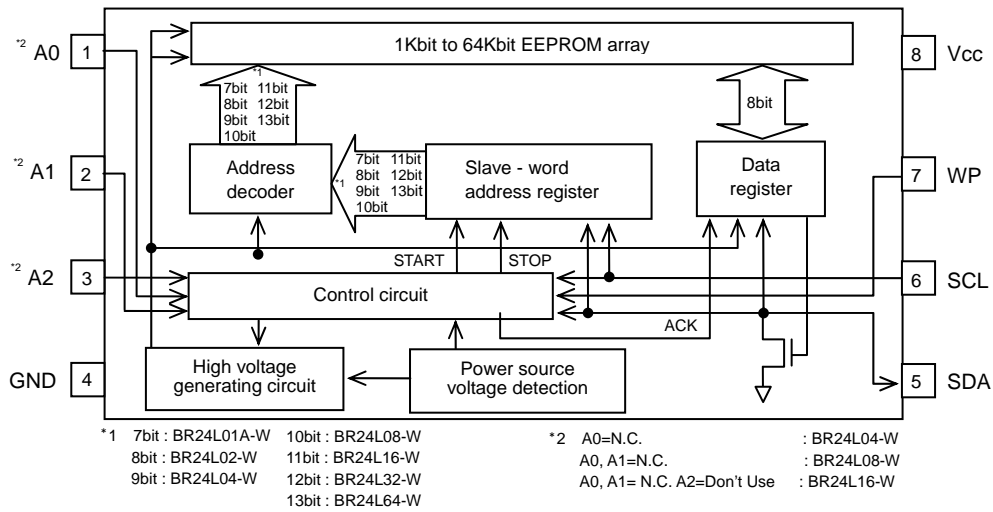 1Kbit to 64Kbit EEPROM array
*2 A0 1
8 Vcc
*1
7bit 11bit
8bit 12bit
9bit 13bit
10bit
8bit
*2 A1 2
Address
decoder
*1
7bit 11bit
8bit 12bit
9bit 13bit
10bit
Slave - word
address register
Data
register
7 WP
START
STOP
*2 A2 3
Control circuit
6 SCL
ACK
GND 4
High voltage
generating circuit
Power source
voltage detection
5 SDA
*1 7bit : BR24L01A-W 10bit : BR24L08-W
8bit : BR24L02-W 11bit : BR24L16-W
9bit : BR24L04-W 12bit : BR24L32-W
13bit : BR24L64-W
*2 A0=N.C. : BR24L04-W
A0, A1=N.C. : BR24L08-W
A0, A1= N.C. A2=Don't Use : BR24L16-W